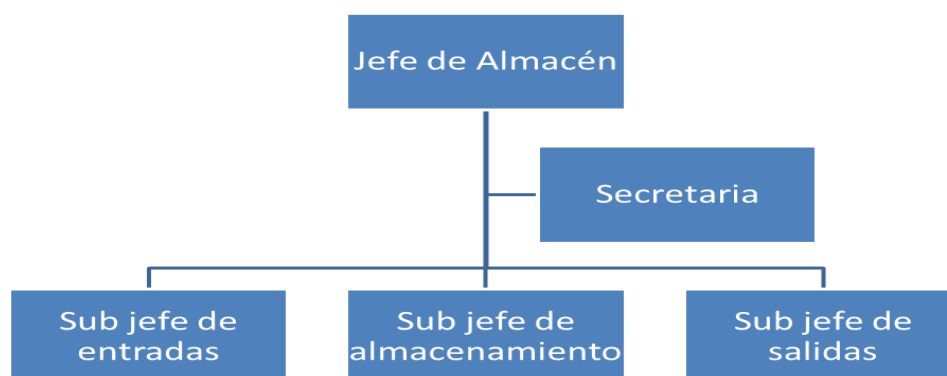 Jefe de Almacén
Secretaria
Sub jefe de
entradas
Sub jefe de
almacenamiento
Sub jefe de
salidas